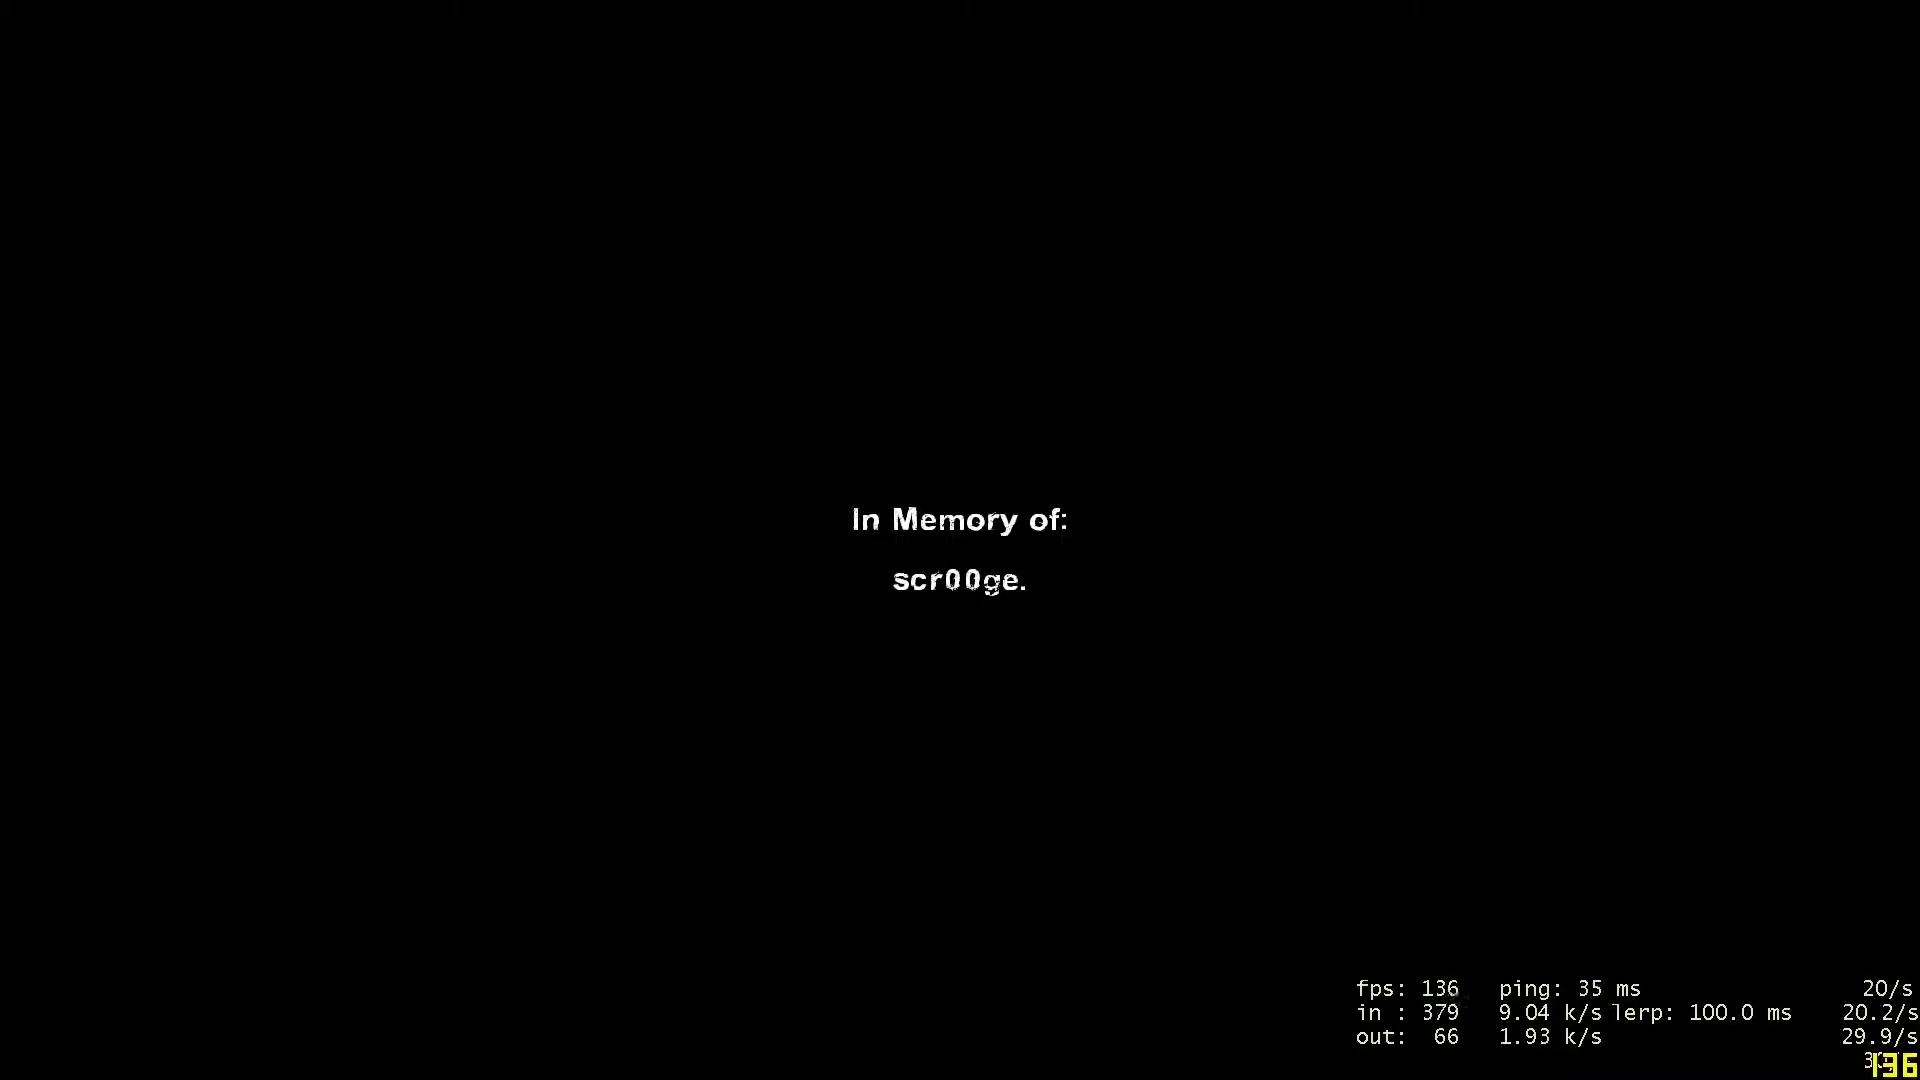 In Memory of:
scr00ge.
fps: 136 ping: 35 ms 20/s
in : 379 9.04 k/s lerp: 100.0 ms 20.2/s
out: 66 1.93 k/s 29.9/s
136